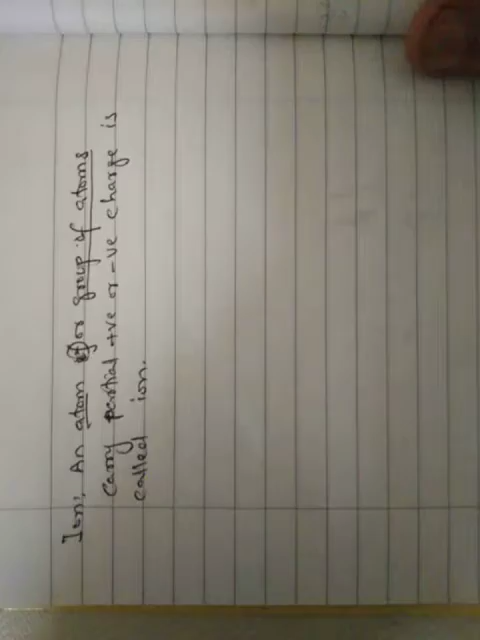 Ion: An atom or group of atoms
carry partial +ve or -ve charge is
called ion.